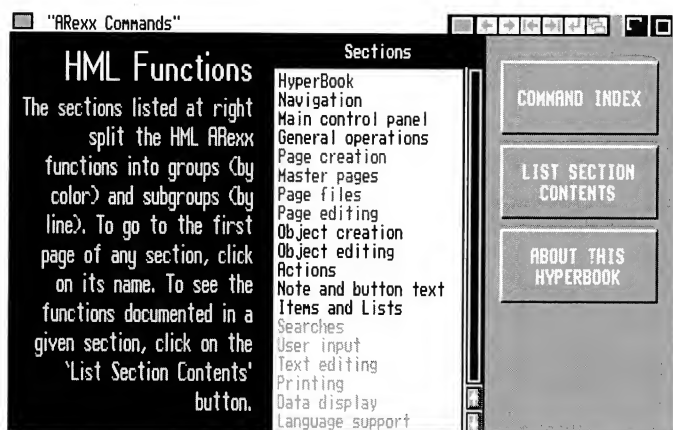 "ARexx Commands"
HML Functions
The sections listed at right
split the HML ARexx
functions into groups (by
color) and subgroups (by
line). To go to the first
page of any section, click
on its name. To see the
functions documented in a
given section, click on the
`List Section Contents'
button.
Sections
HyperBook
Navigation
Main control panel
General operations
Page creation
Master pages
Page files
Page editing
Object creation
Object editing
Actions
Note and button text
Items and Lists
Searches
User input
Text editing
Printing
Data display
Language support
COMMAND INDEX
LIST SECTION
CONTENTS
ABOUT THIS
HYPERBOOK